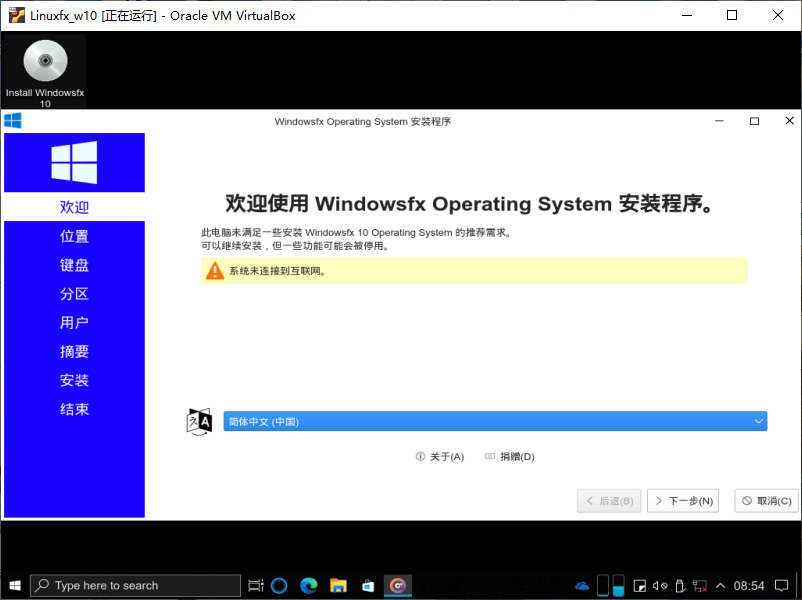 Linuxfx_w10 [正在运行] - Oracle VM VirtualBox
Install Windowsfx
10
Windowsfx Operating System 安装程序
欢迎使用 Windowsfx Operating System 安装程序。
欢迎
位置
键盘
分区
用户
摘要
安装
结束
此电脑未满足一些安装 Windowsfx 10 Operating System 的推荐需求。
可以继续安装，但一些功能可能会被停用。
系统未连接到互联网。
简体中文 (中国)
关于(A) 捐赠(D)
后退(B) 下一步(N) 取消(C)
Type here to search
08:54